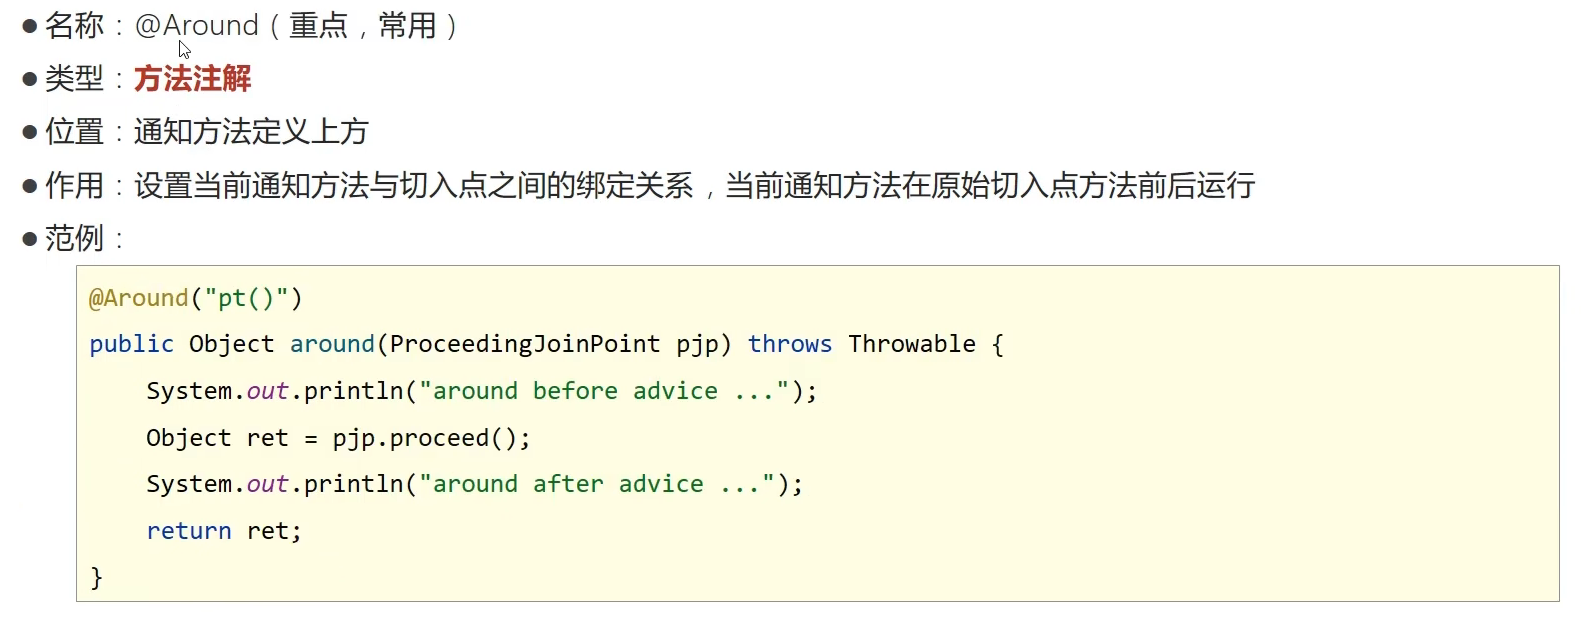 ● 名称：@Around（重点，常用）
● 类型：方法注解
● 位置：通知方法定义上方
● 作用：设置当前通知方法与切入点之间的绑定关系，当前通知方法在原始切入点方法前后运行
● 范例：
@Around("pt()")
public Object around(ProceedingJoinPoint pjp) throws Throwable {
    System.out.println("around before advice ...");
    Object ret = pjp.proceed();
    System.out.println("around after advice ...");
    return ret;
}